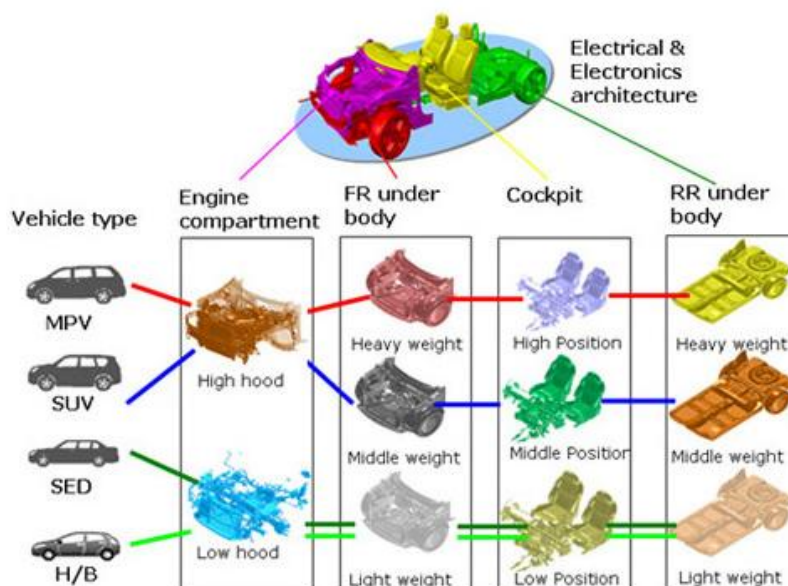 Electrical &
Electronics
architecture
Vehicle type
Engine
compartment
FR under
body
Cockpit
RR under
body
MPV
SUV
SED
H/B
High hood
Low hood
Heavy weight
Middle weight
Light weight
High Position
Middle Position
Low Position
Heavy weight
Middle weight
Light weight